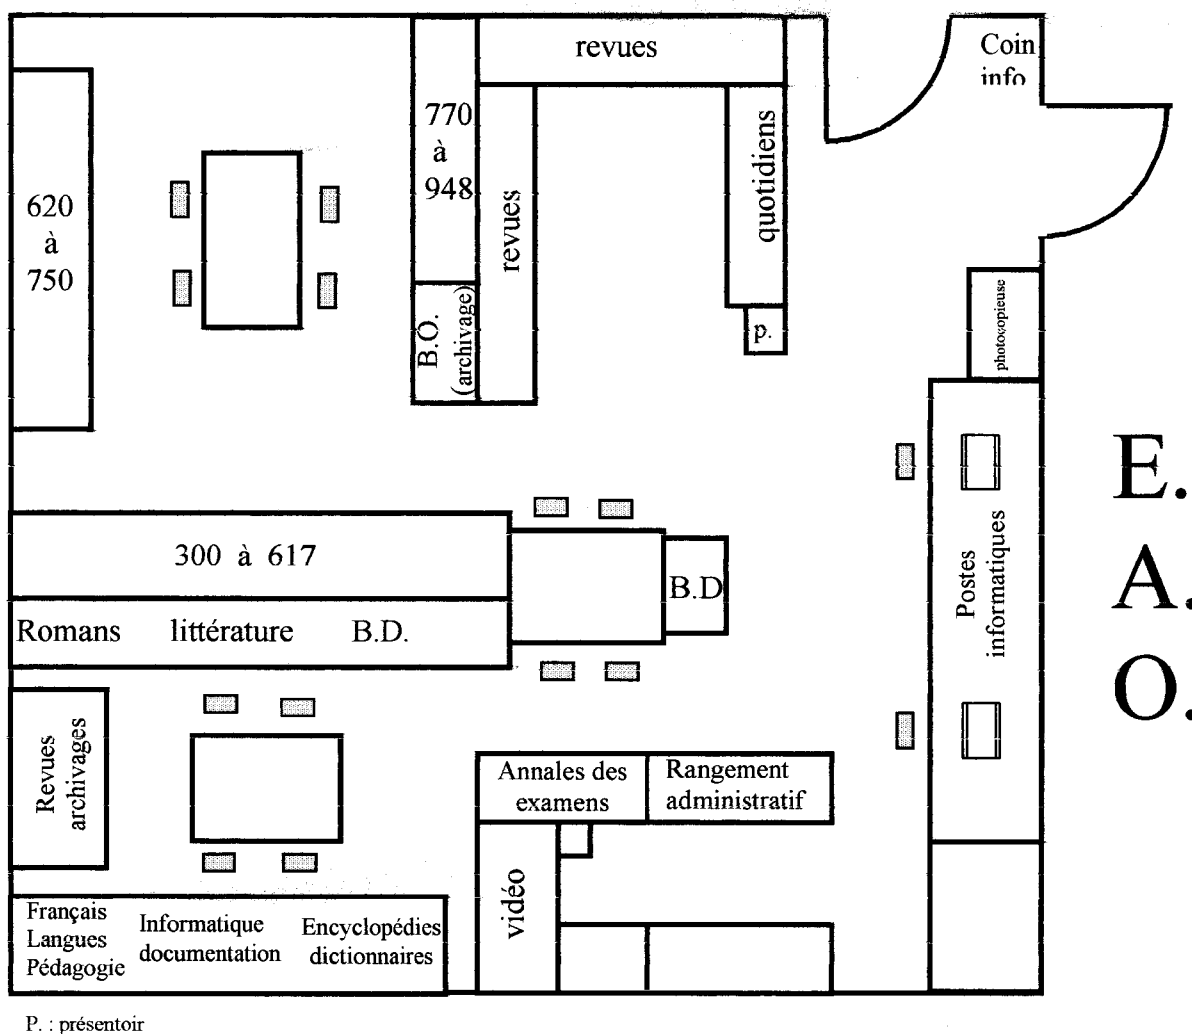 revues
Coin
info
770
à
948
quotidiens
620
à
750
revues
B.O.
(archivage)
p.
photocopieuse
E.
A.
O.
Postes
informatiques
300 à 617
B.D
Romans littérature B.D.
Revues
archivages
Annales des
examens
Rangement
administratif
vidéo
Français
Langues
Pédagogie
Informatique
documentation
Encyclopédies
dictionnaires
P. : présentoir